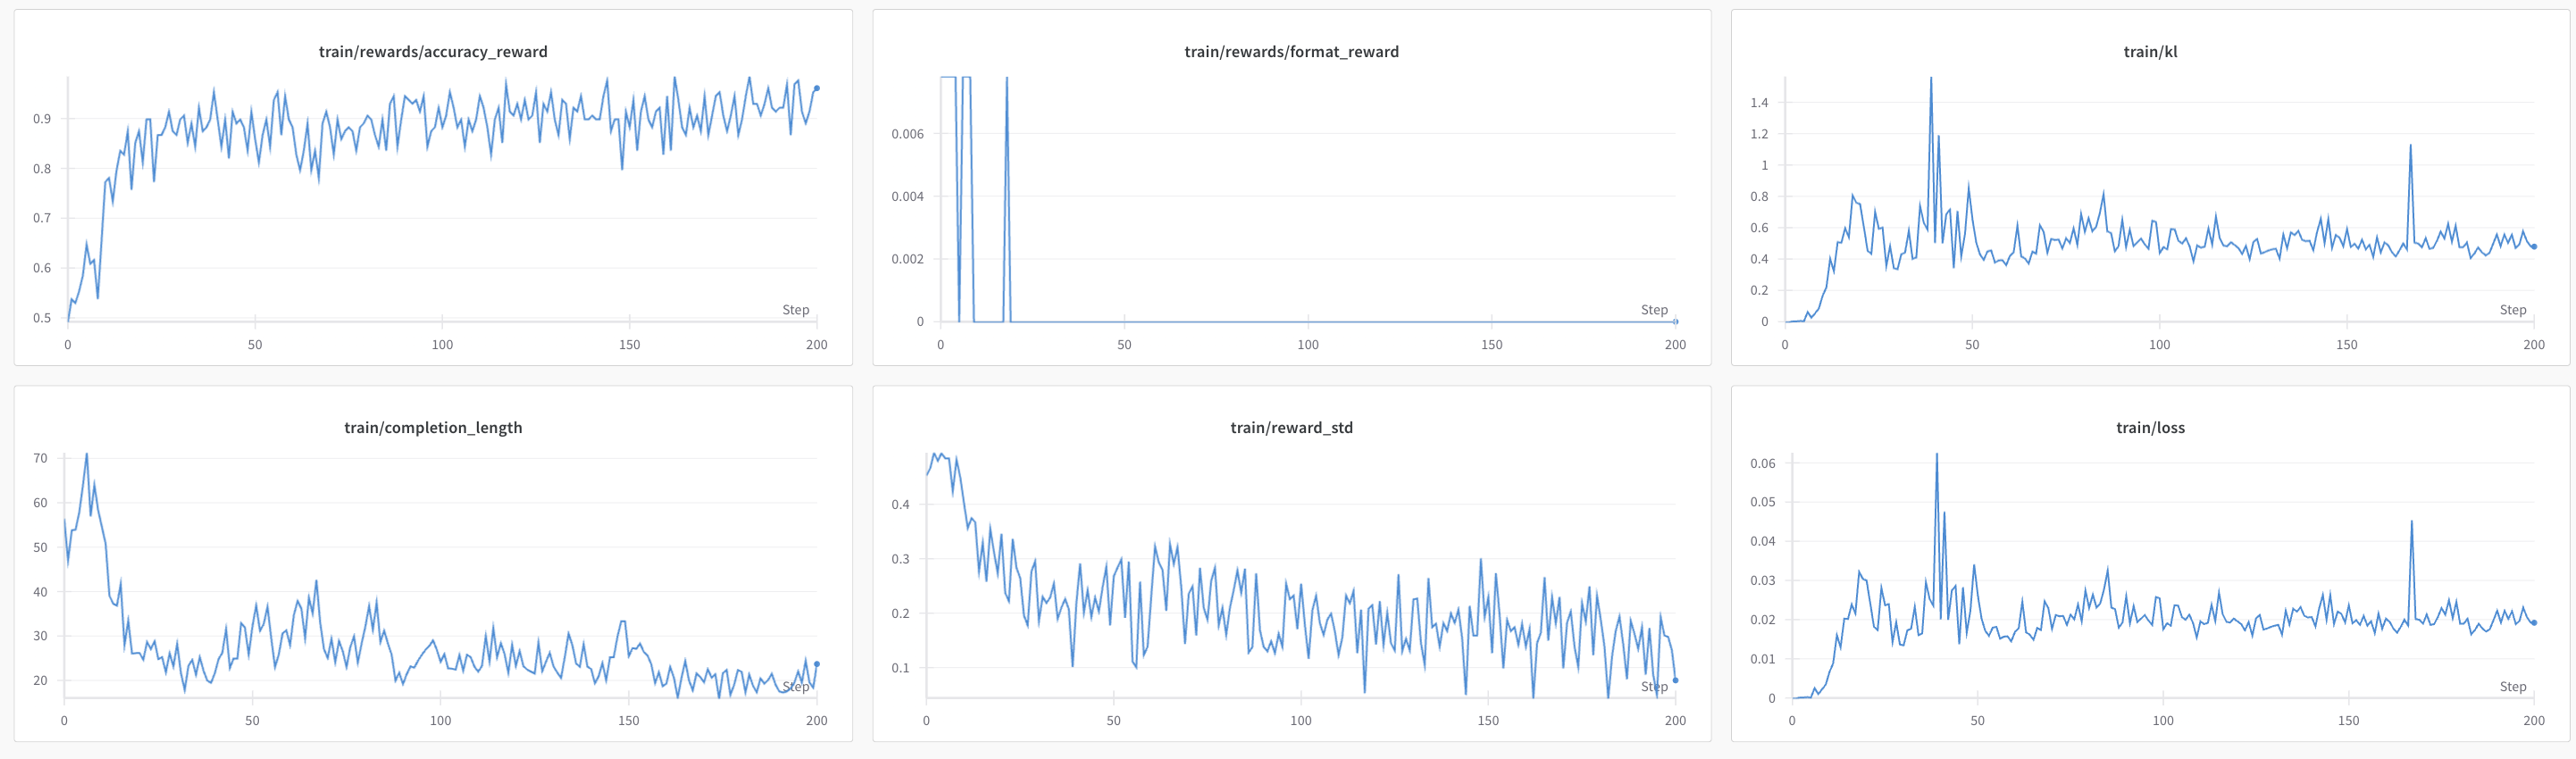 train/rewards/accuracy_reward
0.9
0.8
0.7
0.6
0.5
Step
0 50 100 150 200
train/rewards/format_reward
0.006
0.004
0.002
0
Step
0 50 100 150 200
train/kl
1.4
1.2
1
0.8
0.6
0.4
0.2
0
Step
0 50 100 150 200
train/completion_length
70
60
50
40
30
20
Step
0 50 100 150 200
train/reward_std
0.4
0.3
0.2
0.1
Step
0 50 100 150 200
train/loss
0.06
0.05
0.04
0.03
0.02
0.01
0
Step
0 50 100 150 200